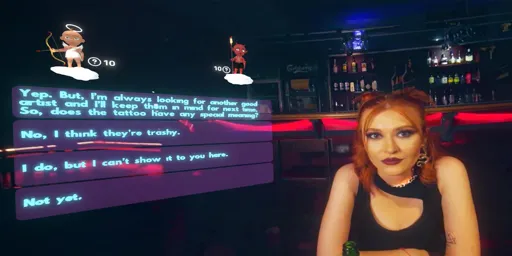 ? 10
10 ?
Yep. But, I'm always looking for another good
artist and I'll keep them in mind for next time.
So, does the tattoo have any special meaning?
No, I think they're trashy.
I do, but I can't show it to you here.
Not yet.